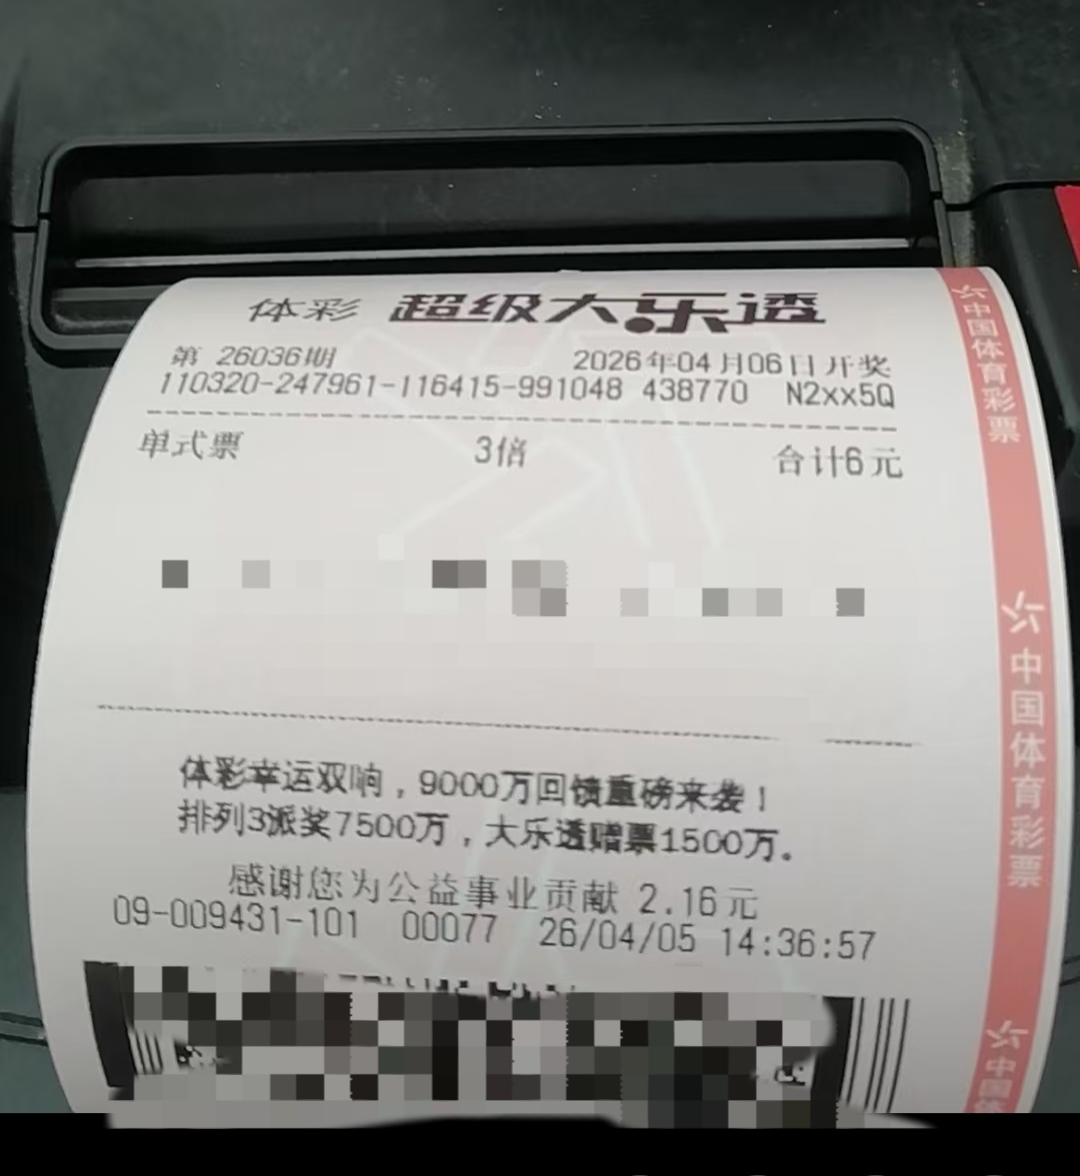 体彩 超级大乐透
第 26036期 2026年04月06日开奖
110320-247961-116415-991048 438770 N2xx5Q
单式票 3倍 合计6元
体彩幸运双响，9000万回馈重磅来袭！
排列3派奖7500万，大乐透赠票1500万。
感谢您为公益事业贡献 2.16元
09-009431-101 00077 26/04/05 14:36:57
中国体育彩票
中国体育彩票
中国体